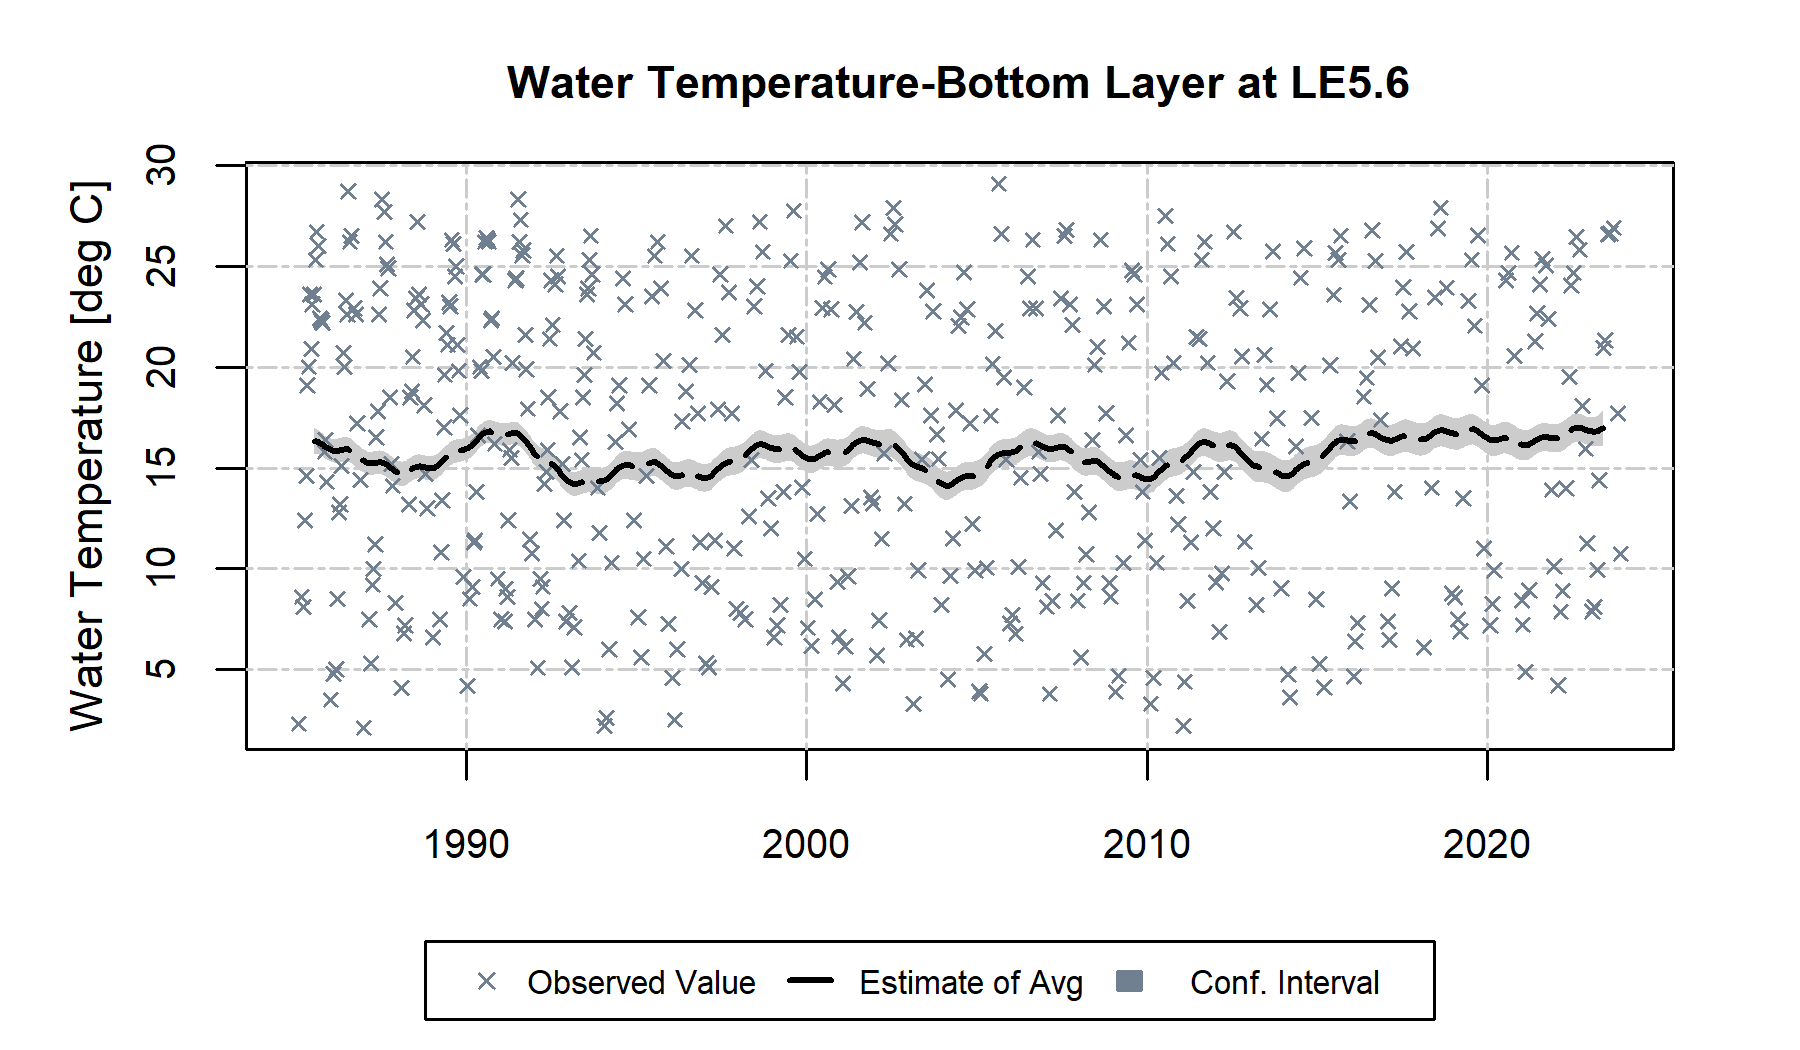 Water Temperature-Bottom Layer at LE5.6
Water Temperature [deg C]
30
25
20
15
10
5
1990 2000 2010 2020
Observed Value Estimate of Avg Conf. Interval